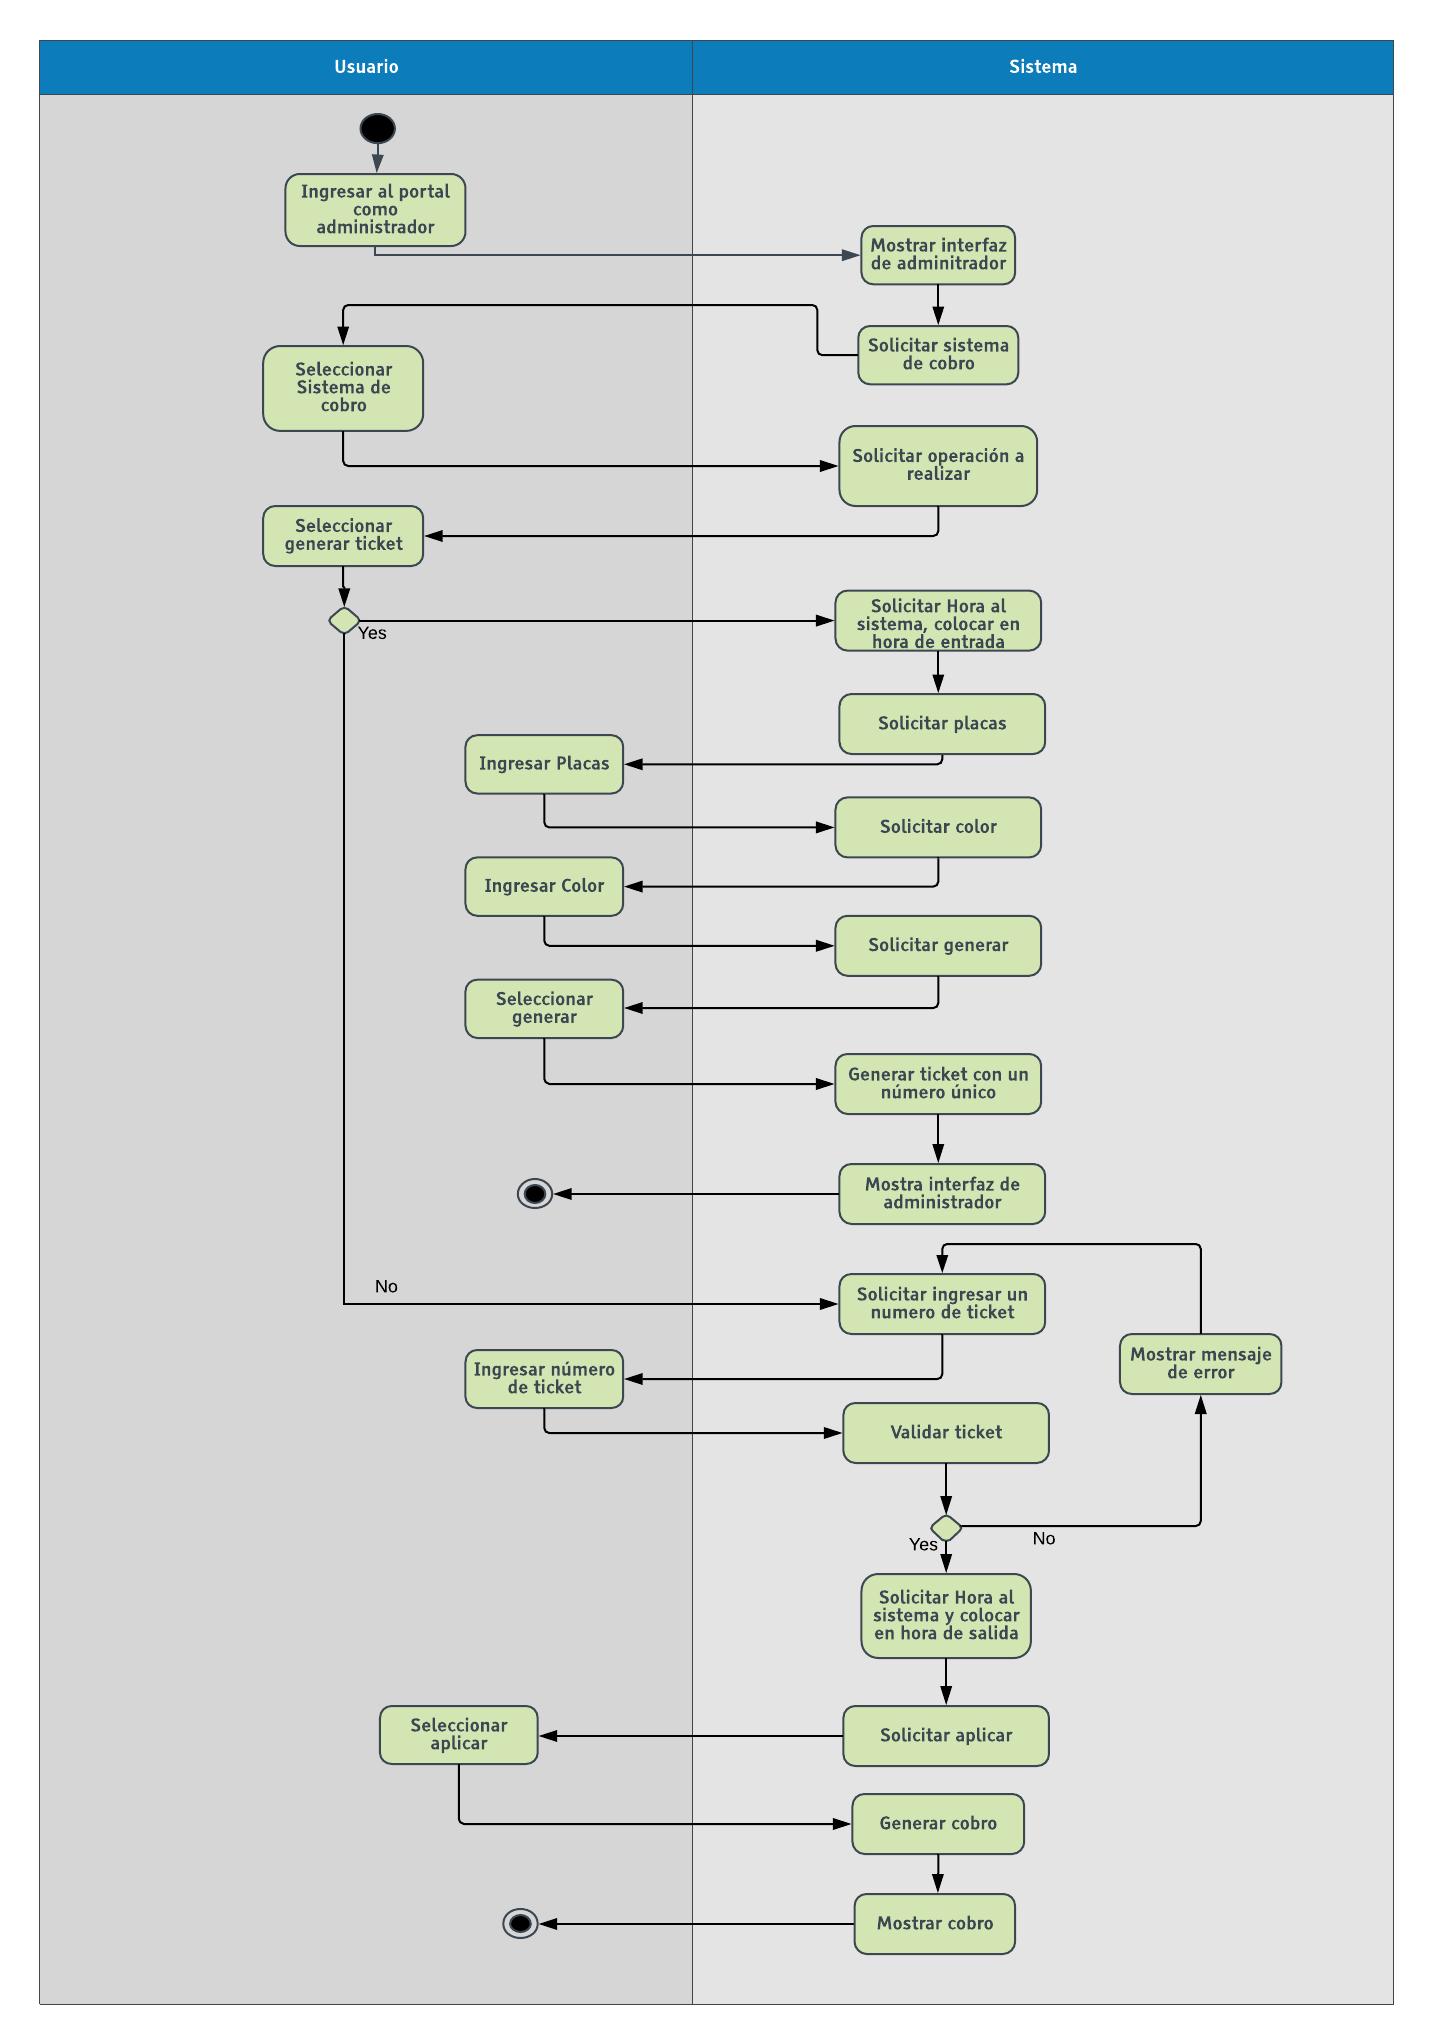 Usuario
Sistema
Ingresar al portal
como
administrador
Mostrar interfaz
de adminitrador
Solicitar sistema
de cobro
Seleccionar
Sistema de
cobro
Solicitar operación a
realizar
Seleccionar
generar ticket
Yes
Solicitar Hora al
sistema, colocar en
hora de entrada
Solicitar placas
Ingresar Placas
Solicitar color
Ingresar Color
Solicitar generar
Seleccionar
generar
Generar ticket con un
número único
Mostra interfaz de
administrador
No
Solicitar ingresar un
numero de ticket
Mostrar mensaje
de error
Ingresar número
de ticket
Validar ticket
Yes
No
Solicitar Hora al
sistema y colocar
en hora de salida
Seleccionar
aplicar
Solicitar aplicar
Generar cobro
Mostrar cobro